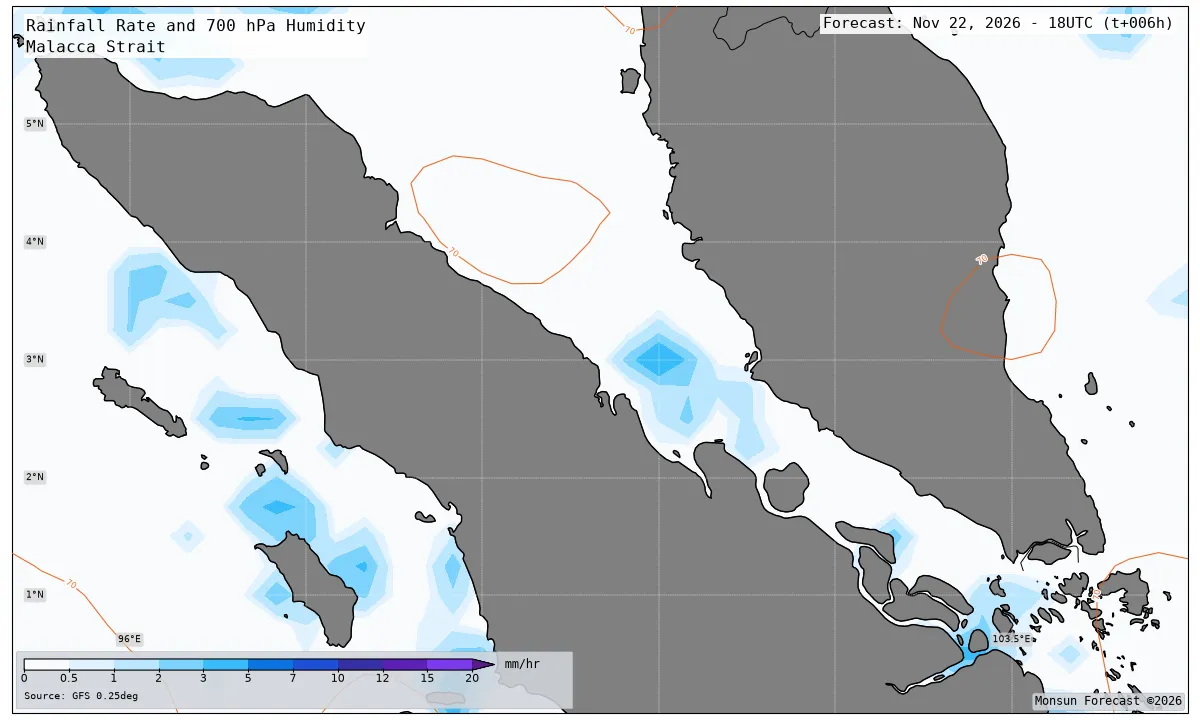 Rainfall Rate and 700 hPa Humidity
Malacca Strait
Forecast: Nov 22, 2026 - 18UTC (t+006h)
70
5°N
4°N
70
70
3°N
2°N
70
1°N
70
96°E
103.5°E
mm/hr
0 0.5 1 2 3 5 7 10 12 15 20
Source: GFS 0.25deg
Monsun Forecast ©2026